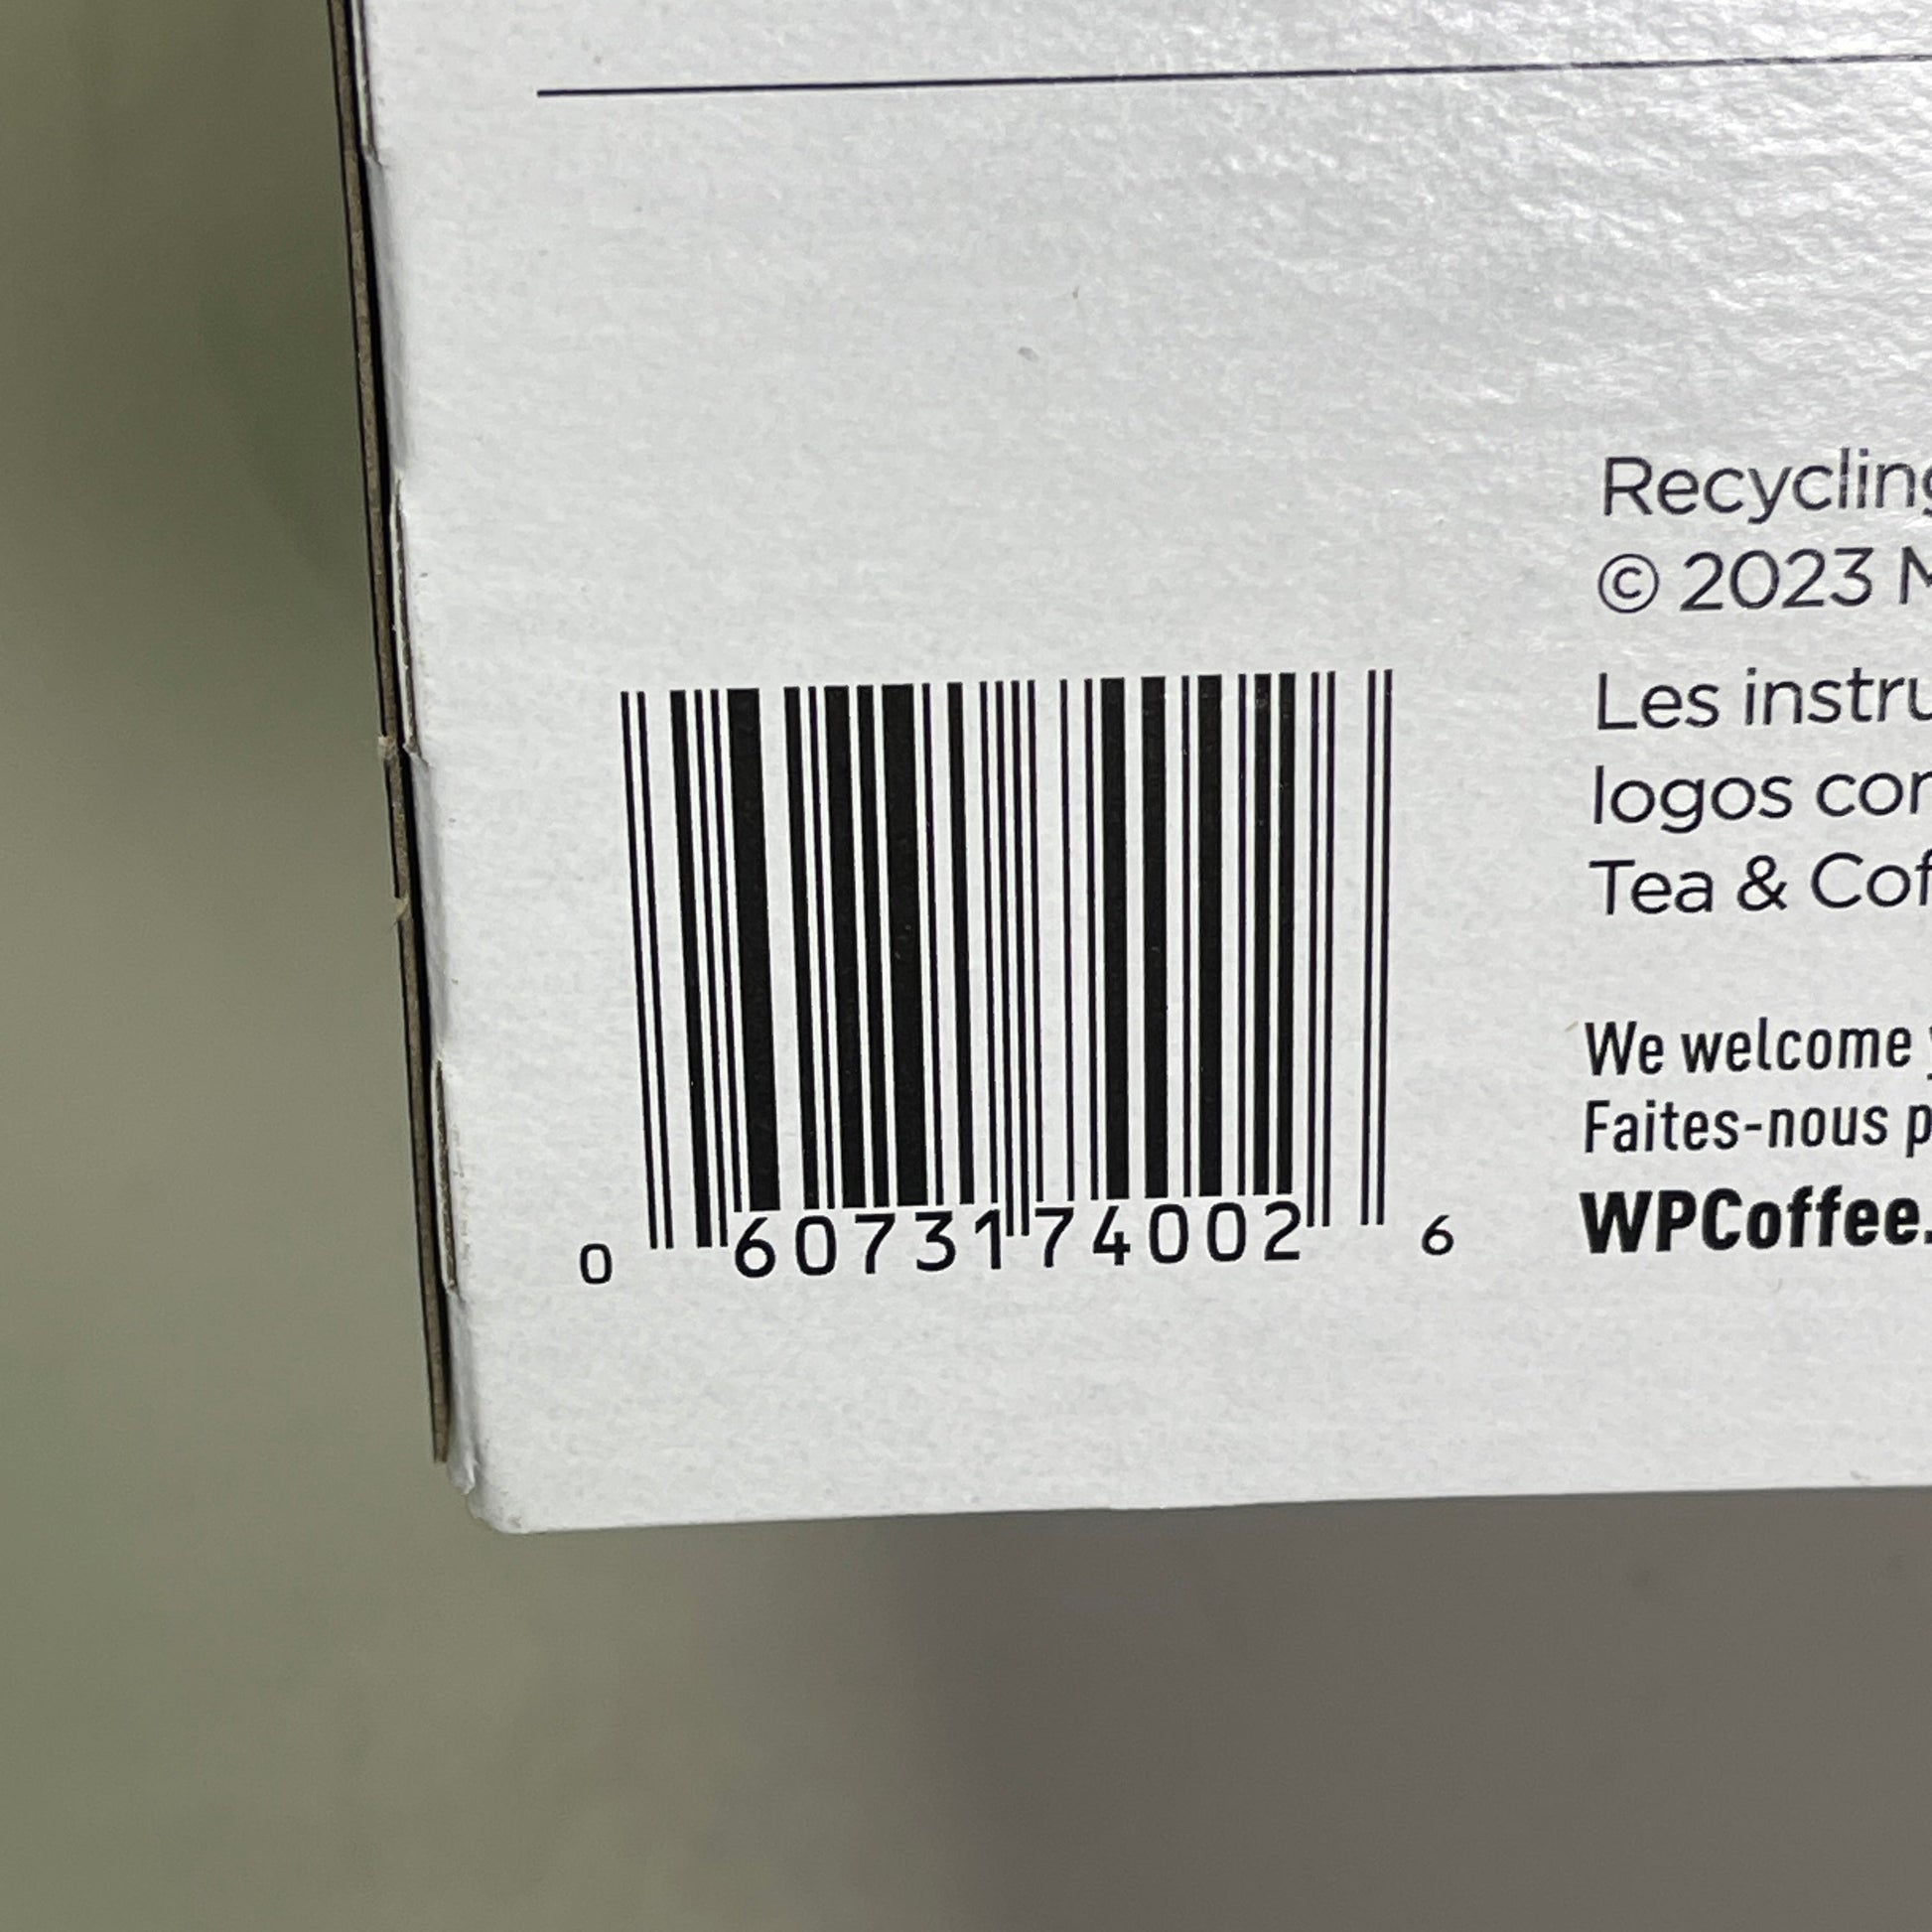 Recycling
© 2023 M
Les instru
logos con
Tea & Cof
We welcome y
Faites-nous p
WPCoffee.
0 60731 74002 6